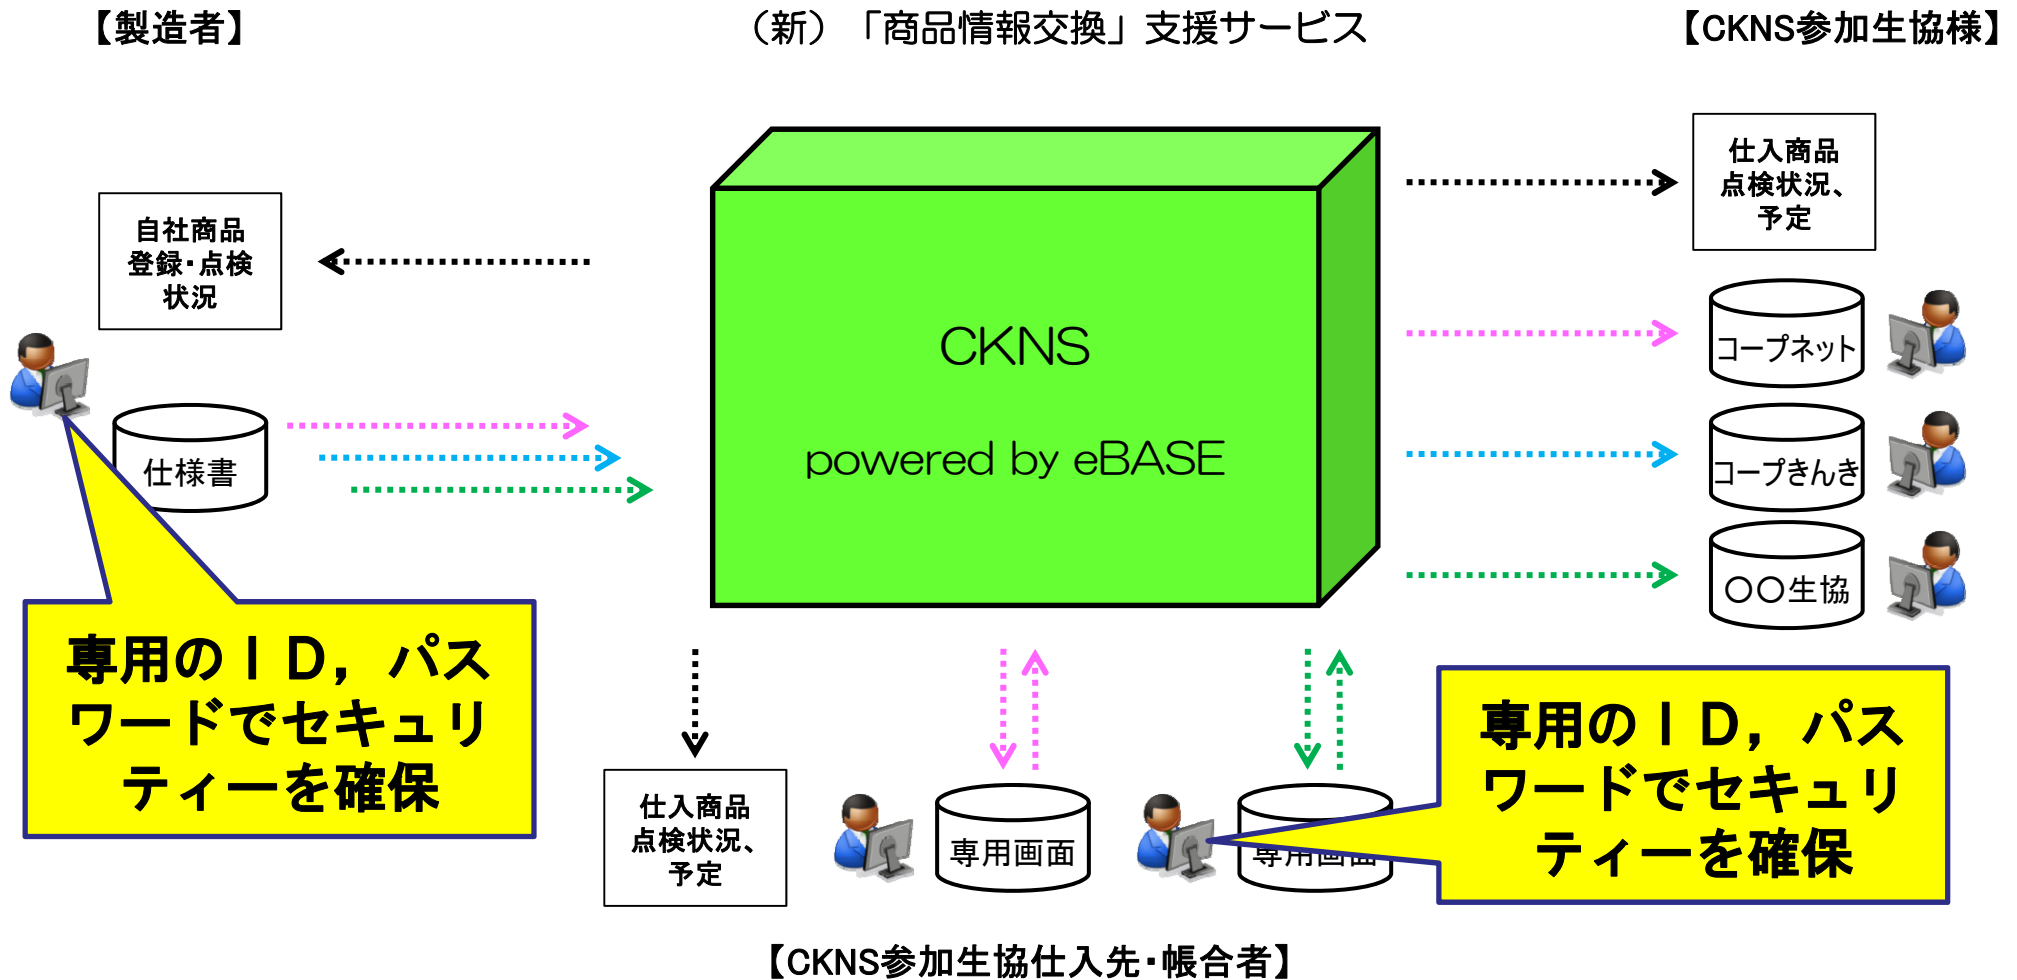 【製造者】
（新）「商品情報交換」支援サービス
【CKNS参加生協様】
自社商品
登録・点検
状況
仕様書
CKNS
powered by eBASE
仕入商品
点検状況、
予定
コープネット
コープきんき
〇〇生協
専用のＩＤ，パス
ワードでセキュリ
ティーを確保
仕入商品
点検状況、
予定
専用画面
専用画面
専用のＩＤ，パス
ワードでセキュリ
ティーを確保
【CKNS参加生協仕入先・帳合者】